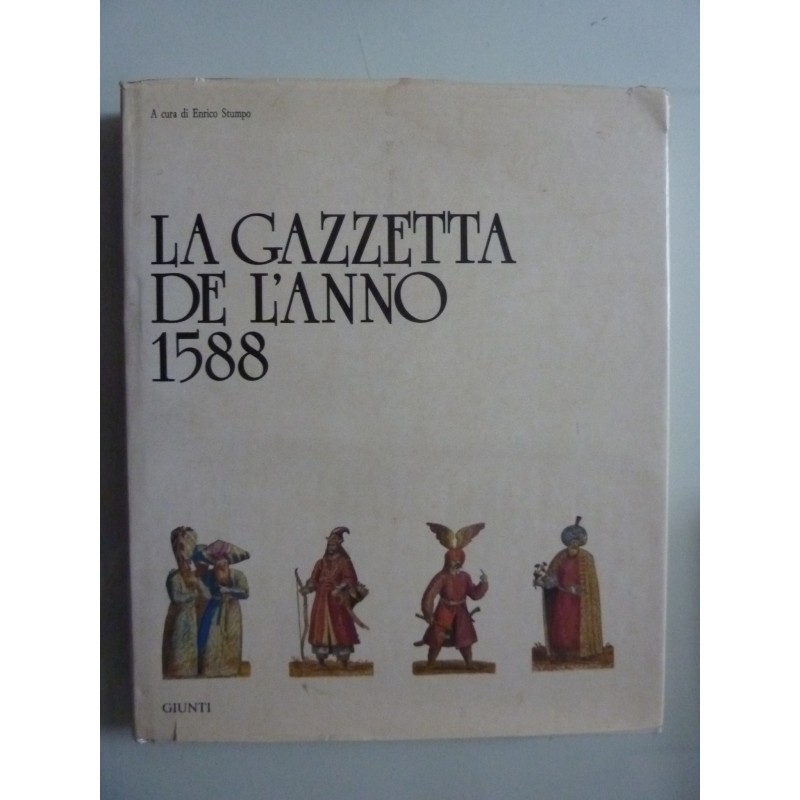 A cura di Enrico Stumpo
LA GAZZETTA
DE L'ANNO
1588
GIUNTI